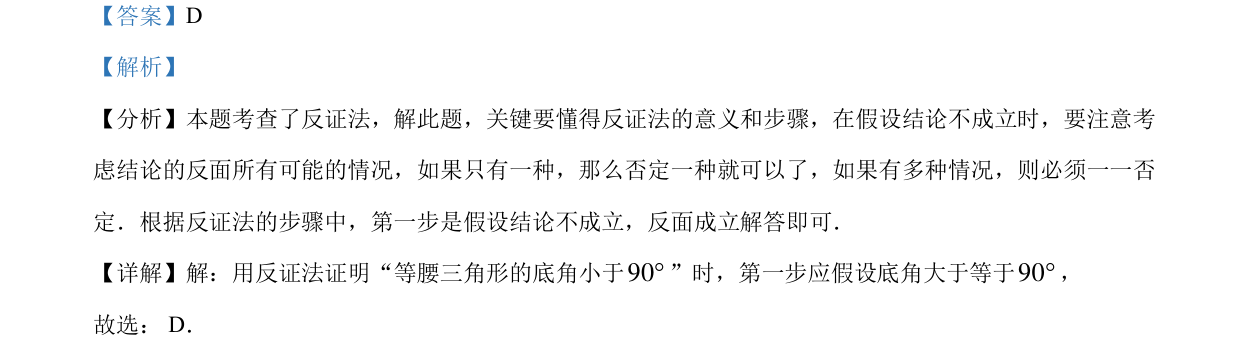 【答案】D
【解析】
【分析】本题考查了反证法，解此题，关键要懂得反证法的意义和步骤，在假设结论不成立时，要注意考
虑结论的反面所有可能的情况，如果只有一种，那么否定一种就可以了，如果有多种情况，则必须一一否
定．根据反证法的步骤中，第一步是假设结论不成立，反面成立解答即可．
【详解】解：用反证法证明“等腰三角形的底角小于90°”时，第一步应假设底角大于等于90°，
故选： D．